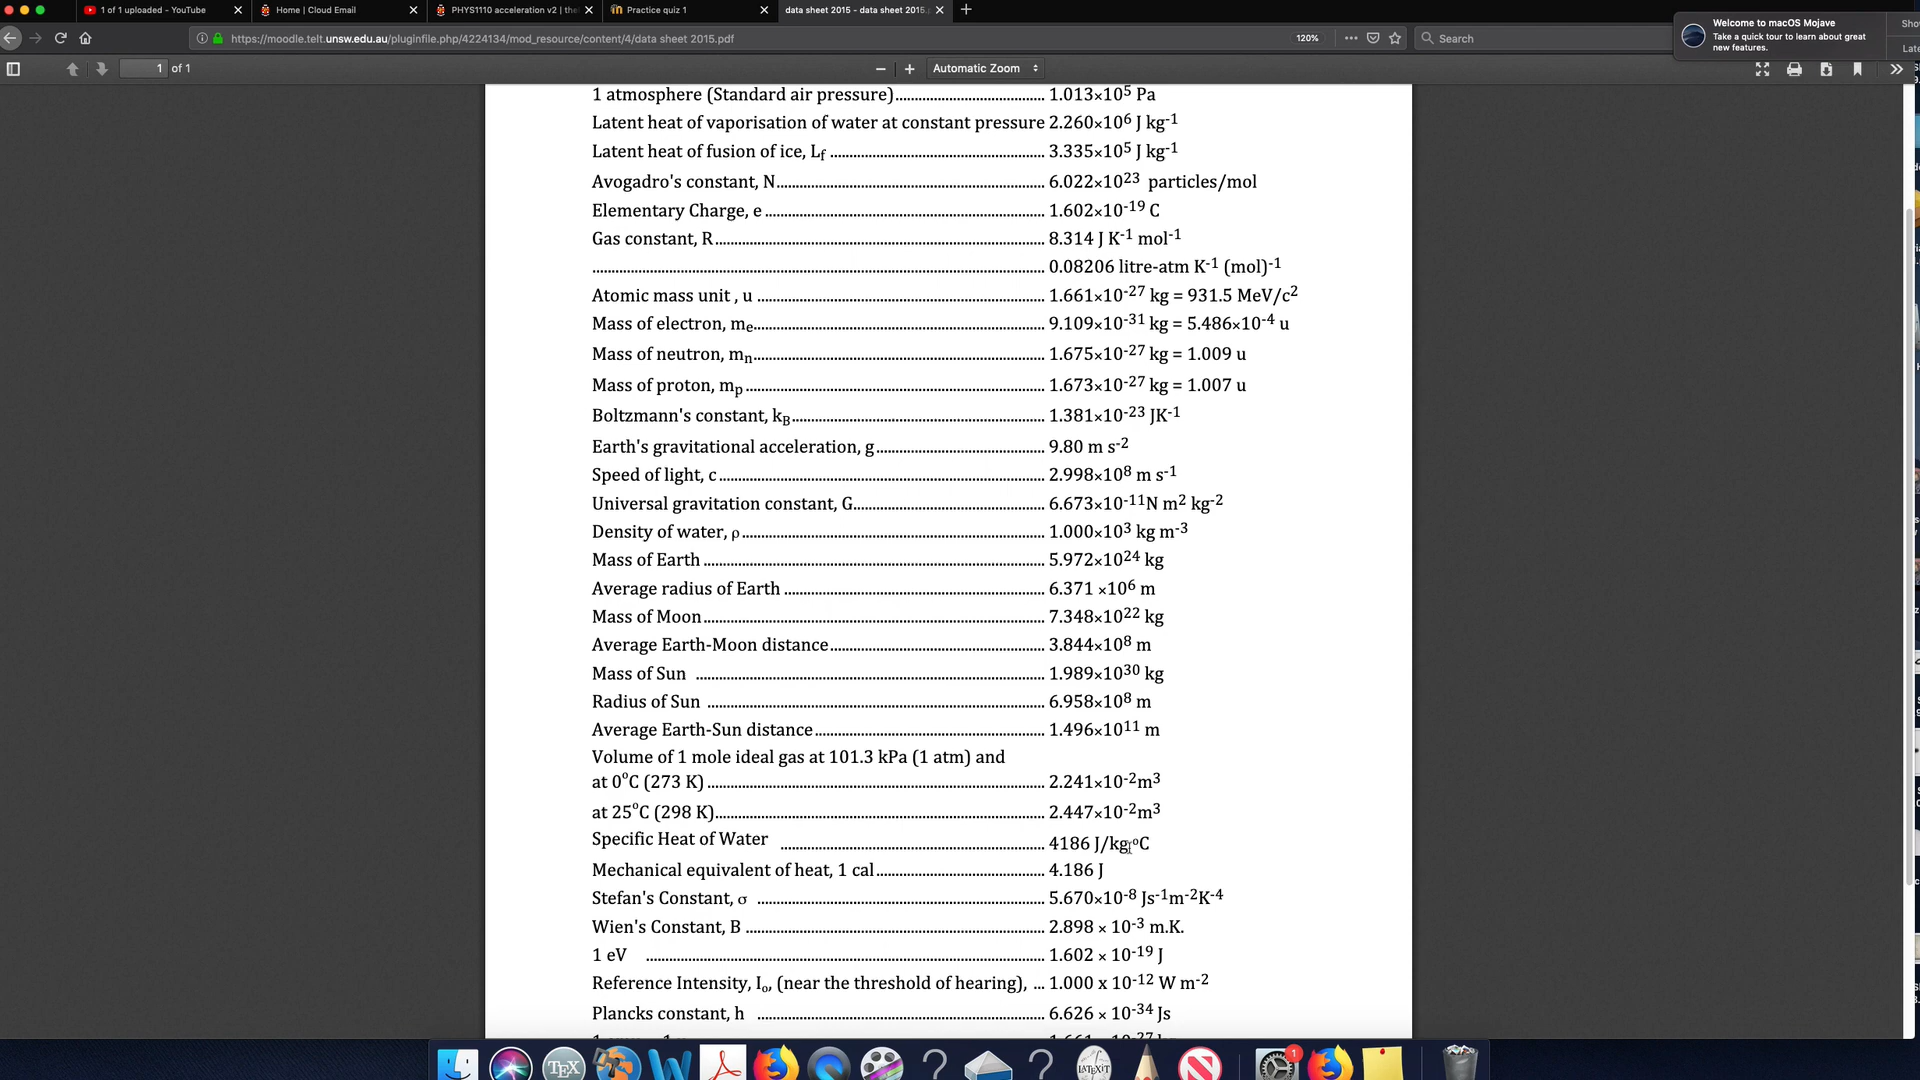 1 of 1 uploaded - YouTube
Home | Cloud Email
PHYS1110 acceleration v2 | the
Practice quiz 1
data sheet 2015 - data sheet 2015.
https://moodle.telt.unsw.edu.au/pluginfile.php/4224134/mod_resource/content/4/data sheet 2015.pdf
120%
Search
Welcome to macOS Mojave
Take a quick tour to learn about great
new features.
1 of 1
Automatic Zoom
1 atmosphere (Standard air pressure)........................................ 1.013×10⁵ Pa
Latent heat of vaporisation of water at constant pressure 2.260×10⁶ J kg⁻¹
Latent heat of fusion of ice, Lf ........................................ 3.335×10⁵ J kg⁻¹
Avogadro's constant, N........................................ 6.022×10²³ particles/mol
Elementary Charge, e ........................................ 1.602×10⁻¹⁹ C
Gas constant, R........................................ 8.314 J K⁻¹ mol⁻¹
........................................ 0.08206 litre-atm K⁻¹ (mol)⁻¹
Atomic mass unit , u ........................................ 1.661×10⁻²⁷ kg = 931.5 MeV/c²
Mass of electron, me........................................ 9.109×10⁻³¹ kg = 5.486×10⁻⁴ u
Mass of neutron, mn........................................ 1.675×10⁻²⁷ kg = 1.009 u
Mass of proton, mp ........................................ 1.673×10⁻²⁷ kg = 1.007 u
Boltzmann's constant, kB........................................ 1.381×10⁻²³ JK⁻¹
Earth's gravitational acceleration, g........................................ 9.80 m s⁻²
Speed of light, c........................................ 2.998×10⁸ m s⁻¹
Universal gravitation constant, G........................................ 6.673×10⁻¹¹N m² kg⁻²
Density of water, ρ........................................ 1.000×10³ kg m⁻³
Mass of Earth ........................................ 5.972×10²⁴ kg
Average radius of Earth ........................................ 6.371 ×10⁶ m
Mass of Moon........................................ 7.348×10²² kg
Average Earth-Moon distance........................................ 3.844×10⁸ m
Mass of Sun ........................................ 1.989×10³⁰ kg
Radius of Sun ........................................ 6.958×10⁸ m
Average Earth-Sun distance........................................ 1.496×10¹¹ m
Volume of 1 mole ideal gas at 101.3 kPa (1 atm) and
at 0°C (273 K)........................................ 2.241×10⁻²m³
at 25°C (298 K)........................................ 2.447×10⁻²m³
Specific Heat of Water ........................................ 4186 J/kg.°C
Mechanical equivalent of heat, 1 cal........................................ 4.186 J
Stefan's Constant, σ ........................................ 5.670×10⁻⁸ Js⁻¹m⁻²K⁻⁴
Wien's Constant, B ........................................ 2.898 × 10⁻³ m.K.
1 eV ........................................ 1.602 × 10⁻¹⁹ J
Reference Intensity, Io, (near the threshold of hearing), ... 1.000 x 10⁻¹² W m⁻²
Plancks constant, h ........................................ 6.626 × 10⁻³⁴ Js
TEX
LATEXiT
1